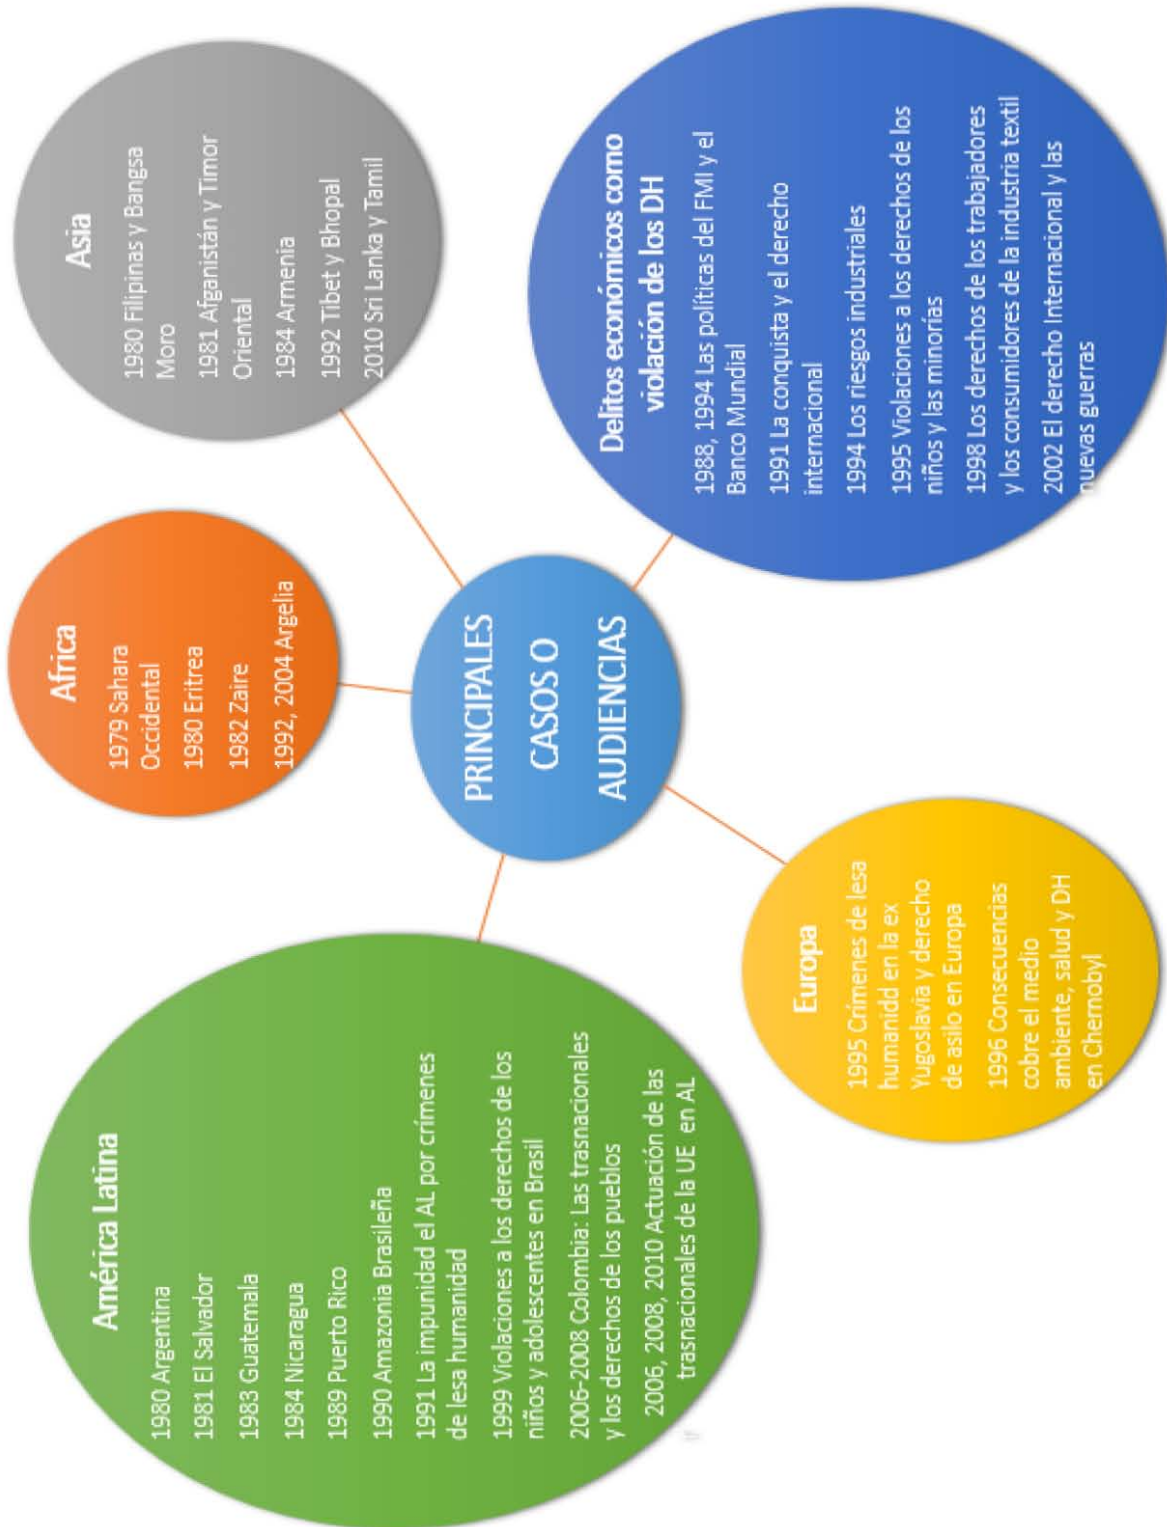 América Latina
1980 Argentina
1981 El Salvador
1983 Guatemala
1984 Nicaragua
1989 Puerto Rico
1990 Amazonia Brasileña
1991 La impunidad el AL por crímenes
de lesa humanidad
1999 Violaciones a los derechos de los
niños y adolescentes en Brasil
2006-2008 Colombia: Las trasnacionales
y los derechos de los pueblos
2006, 2008, 2010 Actuación de las
trasnacionales de la UE en AL
Africa
1979 Sahara
Occidental
1980 Eritrea
1982 Zaire
1992, 2004 Argelia
Asia
1980 Filipinas y Bangsa
Moro
1981 Afganistán y Timor
Oriental
1984 Armenia
1992 Tibet y Bhopal
2010 Sri Lanka y Tamil
PRINCIPALES
CASOS O
AUDIENCIAS
Europa
1995 Crímenes de lesa
humanidd en la ex
Yugoslavia y derecho
de asilo en Europa
1996 Consecuencias
cobre el medio
ambiente, salud y DH
en Chernobyl
Delitos económicos como
violación de los DH
1988, 1994 Las políticas del FMI y el
Banco Mundial
1991 La conquista y el derecho
internacional
1994 Los riesgos industriales
1995 Violaciones a los derechos de los
niños y las minorías
1998 Los derechos de los trabajadores
y los consumidores de la industria textil
2002 El derecho Internacional y las
nuevas guerras